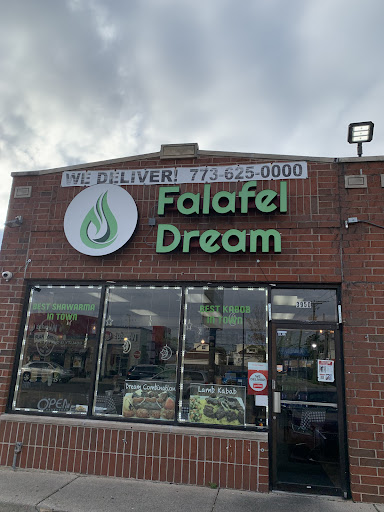 WE DELIVER! 773-625-0000
Falafel
Dream
BEST SHAWARMA
IN TOWN
BEST KABOB
IN TOWN
Dream Combination
Lamb Kabob
OPEN